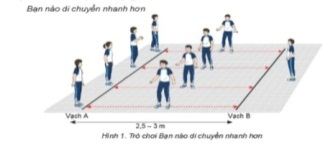 Bạn nào di chuyển nhanh hơn
Vạch A
Vạch B
2,5 – 3 m
Hình 1. Trò chơi Bạn nào di chuyển nhanh hơn